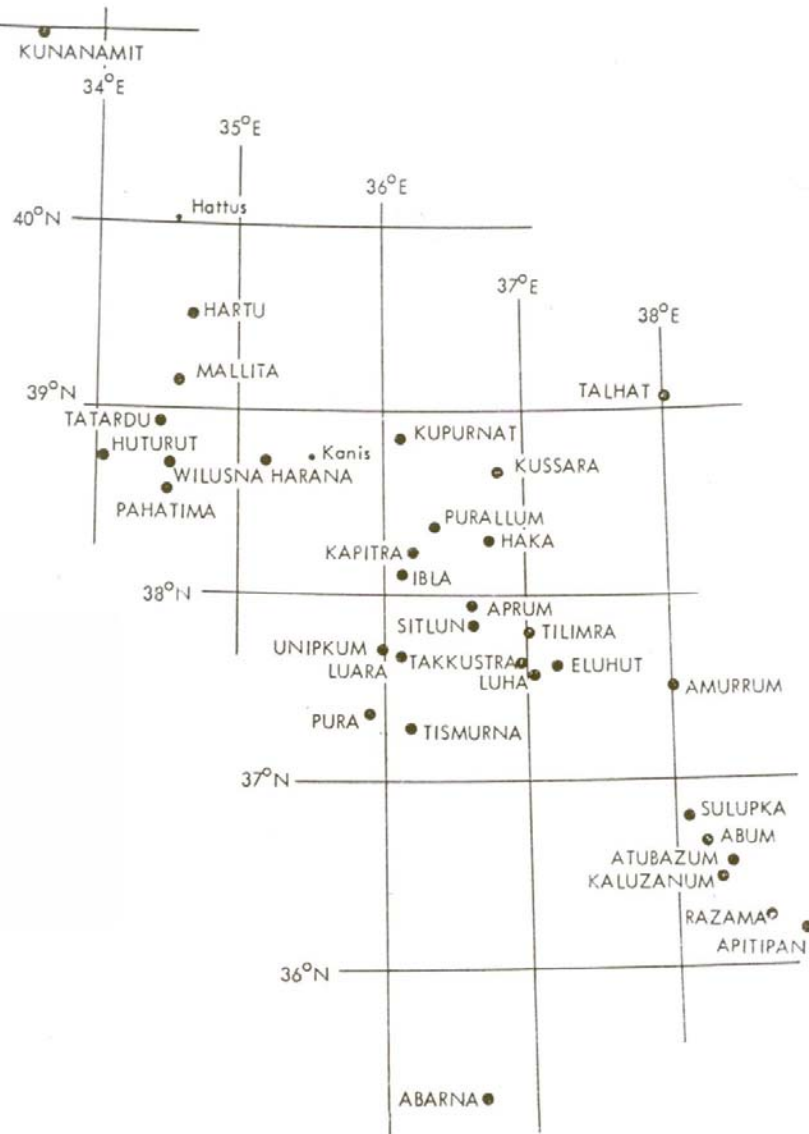 KUNANAMIT
34°E
35°E
36°E
Hattus
40°N
37°E
HARTU
38°E
MALLITA
TALHAT
39°N
TATARDU
KUPURNAT
HUTURUT
Kanis
KUSSARA
WILUSNA HARANA
PAHATIMA
PURALLUM
HAKA
KAPITRA
IBLA
38°N
APRUM
SITLUN
TILIMRA
UNIPKUM
TAKKUSTRA
ELUHUT
LUARA
LUHA
AMURRUM
PURA
TISMURNA
37°N
SULUPKA
ABUM
ATUBAZUM
KALUZANUM
RAZAMA
APITIPAN
36°N
ABARNA